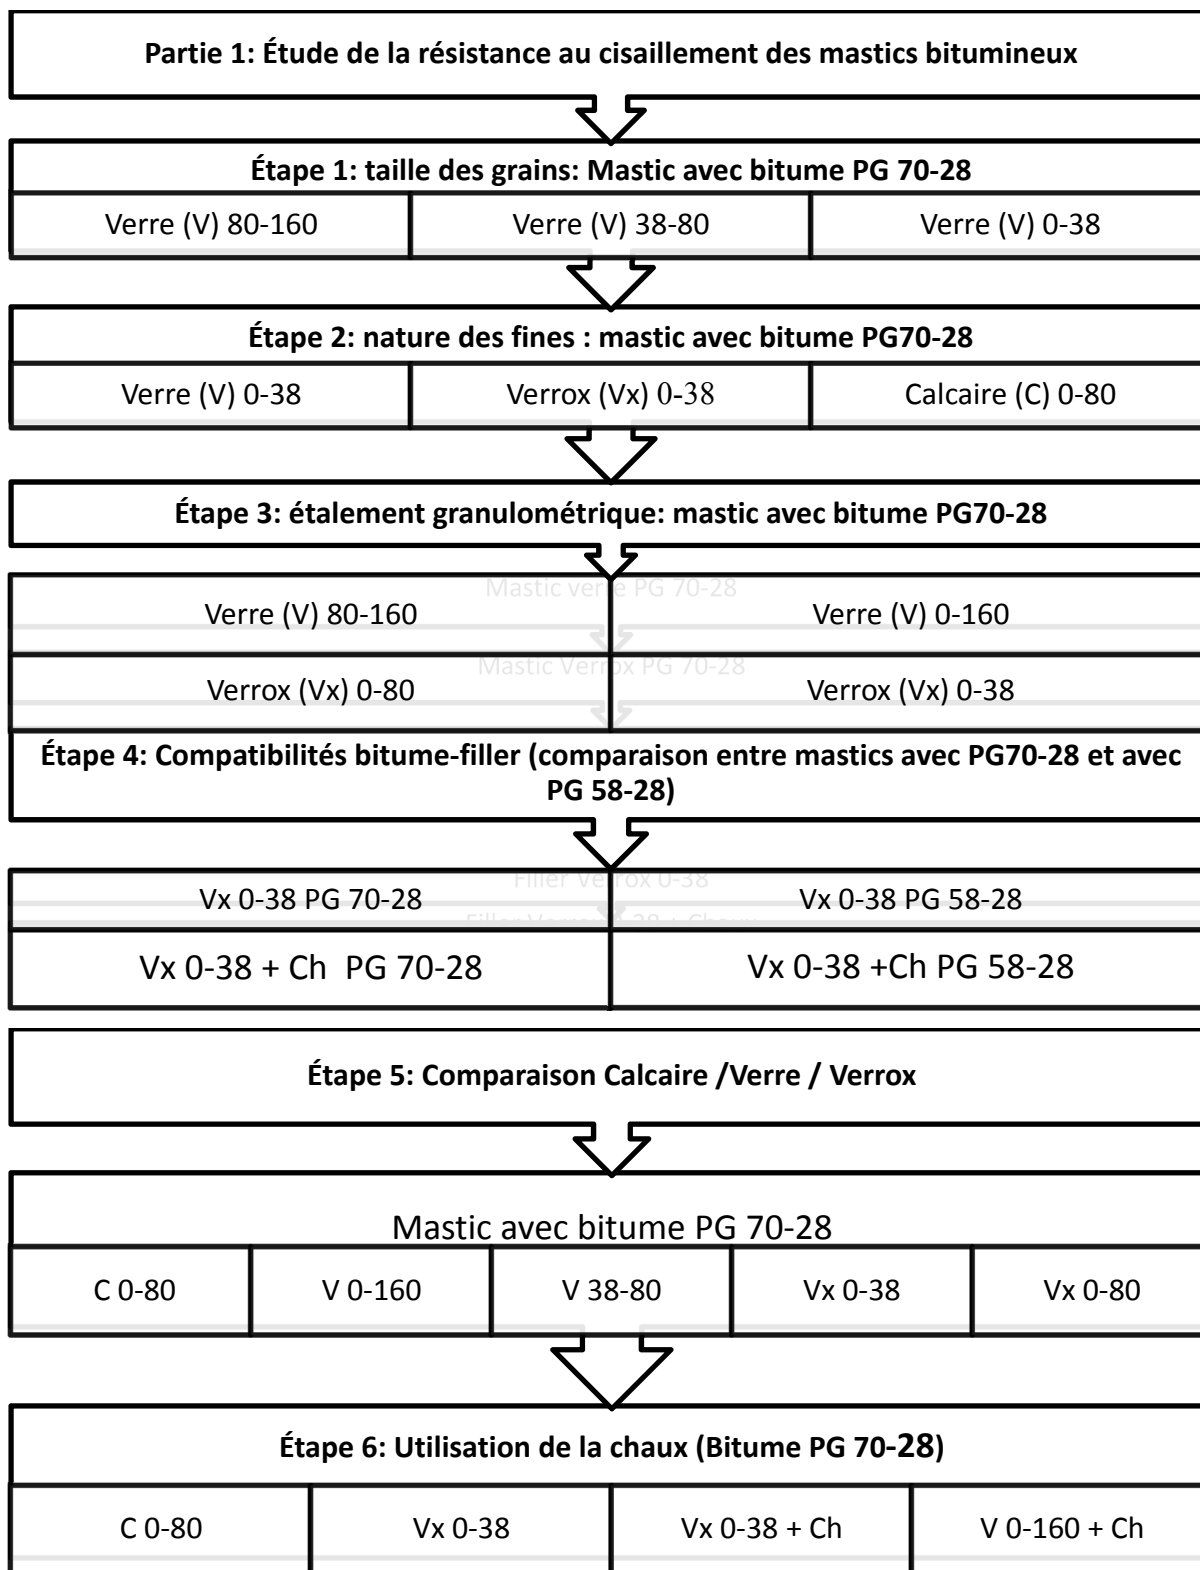 Partie 1: Étude de la résistance au cisaillement des mastics bitumineux
Étape 1: taille des grains: Mastic avec bitume PG 70-28
Verre (V) 80-160
Verre (V) 38-80
Verre (V) 0-38
Étape 2: nature des fines : mastic avec bitume PG70-28
Verre (V) 0-38
Verrox (Vx) 0-38
Calcaire (C) 0-80
Étape 3: étalement granulométrique: mastic avec bitume PG70-28
Mastic verre PG 70-28
Verre (V) 80-160
Verre (V) 0-160
Mastic Verrox PG 70-28
Verrox (Vx) 0-80
Verrox (Vx) 0-38
Étape 4: Compatibilités bitume-filler (comparaison entre mastics avec PG70-28 et avec
PG 58-28)
Filler Verrox 0-38
Vx 0-38 PG 70-28
Vx 0-38 PG 58-28
Filler Verrox 0-38 + Chaux
Vx 0-38 + Ch PG 70-28
Vx 0-38 +Ch PG 58-28
Étape 5: Comparaison Calcaire /Verre / Verrox
Mastic avec bitume PG 70-28
C 0-80
V 0-160
V 38-80
Vx 0-38
Vx 0-80
Étape 6: Utilisation de la chaux (Bitume PG 70-28)
C 0-80
Vx 0-38
Vx 0-38 + Ch
V 0-160 + Ch